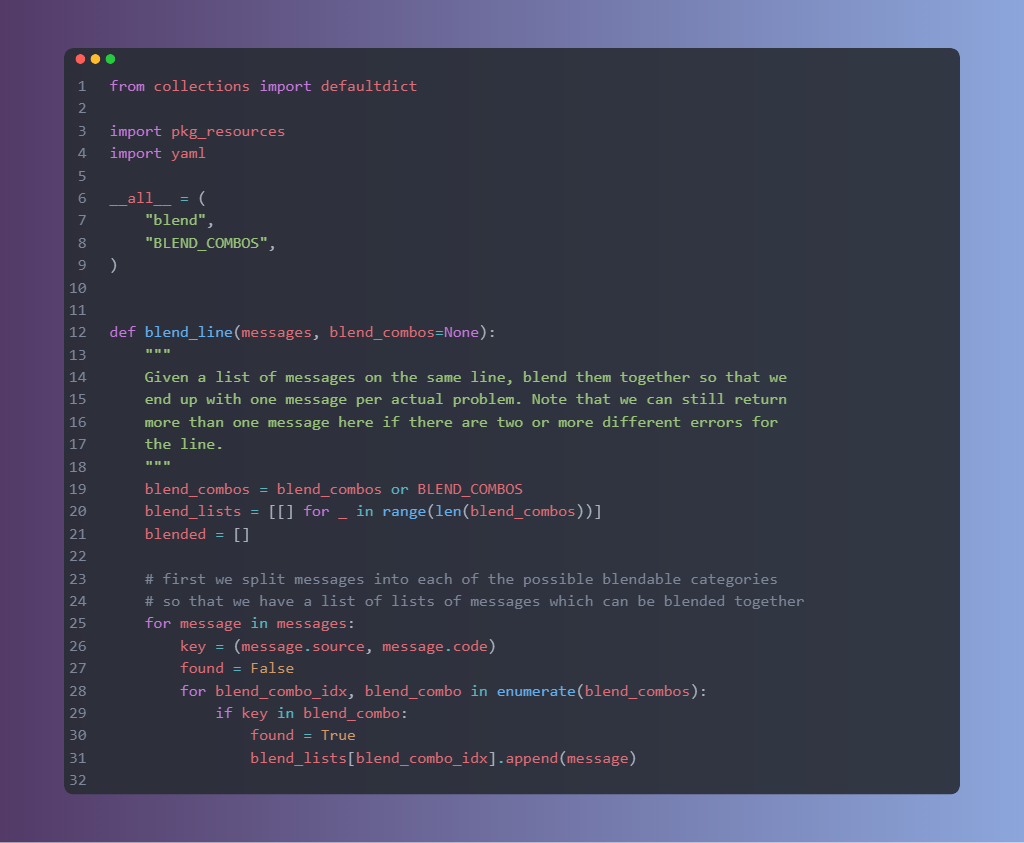 1 from collections import defaultdict
2
3 import pkg_resources
4 import yaml
5
6 __all__ = (
7     "blend",
8     "BLEND_COMBOS",
9 )
10
11
12 def blend_line(messages, blend_combos=None):
13     """
14     Given a list of messages on the same line, blend them together so that we
15     end up with one message per actual problem. Note that we can still return
16     more than one message here if there are two or more different errors for
17     the line.
18     """
19     blend_combos = blend_combos or BLEND_COMBOS
20     blend_lists = [[] for _ in range(len(blend_combos))]
21     blended = []
22
23     # first we split messages into each of the possible blendable categories
24     # so that we have a list of lists of messages which can be blended together
25     for message in messages:
26         key = (message.source, message.code)
27         found = False
28         for blend_combo_idx, blend_combo in enumerate(blend_combos):
29             if key in blend_combo:
30                 found = True
31                 blend_lists[blend_combo_idx].append(message)
32